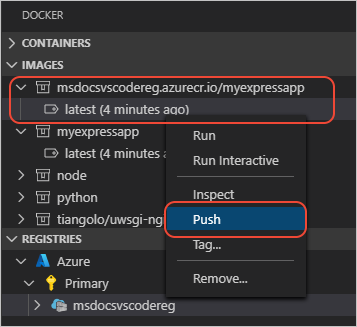 DOCKER
CONTAINERS
IMAGES
msdocsvscodereg.azurecr.io/myexpressapp
latest (4 minutes ago)
myexpressapp
latest (4 minutes a
node
python
tiangolo/uwsgi-ng
Run
Run Interactive
Inspect
Push
Tag...
Remove...
REGISTRIES
Azure
Primary
msdocsvscodereg